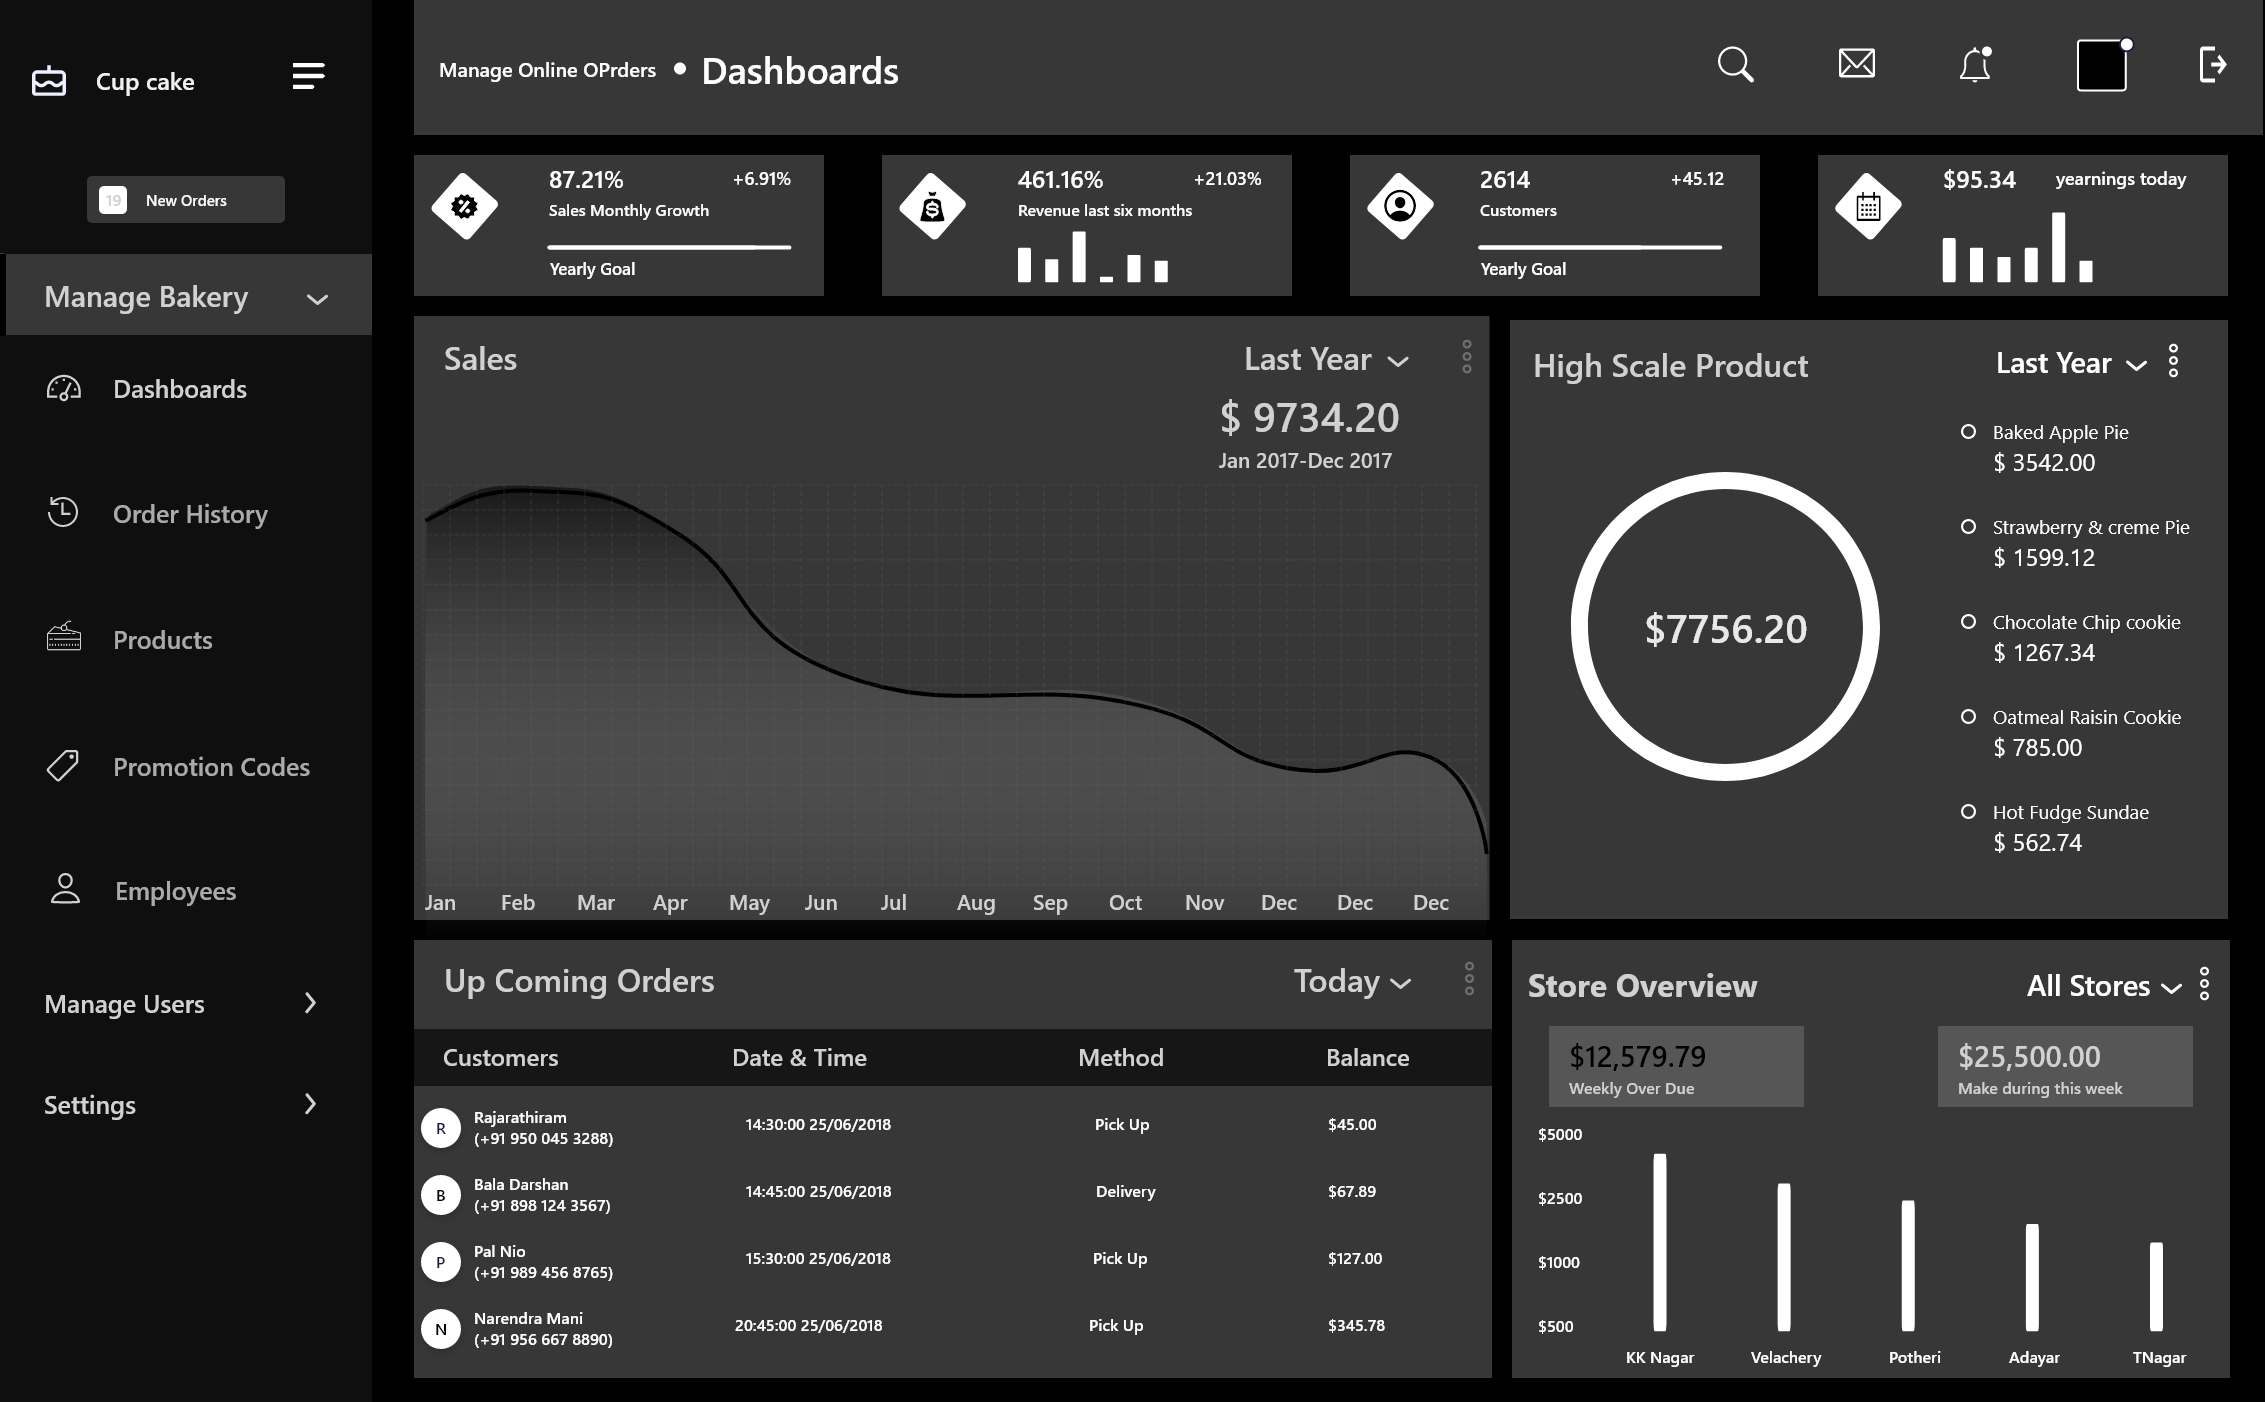 Cup cake
19 New Orders
Manage Bakery
Dashboards
Order History
Products
Promotion Codes
Employees
Manage Users
Settings
Manage Online OPrders • Dashboards
87.21% +6.91%
Sales Monthly Growth
Yearly Goal
461.16% +21.03%
Revenue last six months
2614 +45.12
Customers
Yearly Goal
$95.34 yearnings today
Sales Last Year
$ 9734.20
Jan 2017-Dec 2017
Jan Feb Mar Apr May Jun Jul Aug Sep Oct Nov Dec Dec Dec
High Scale Product Last Year
$7756.20
Baked Apple Pie
$ 3542.00
Strawberry & creme Pie
$ 1599.12
Chocolate Chip cookie
$ 1267.34
Oatmeal Raisin Cookie
$ 785.00
Hot Fudge Sundae
$ 562.74
Up Coming Orders Today
Customers Date & Time Method Balance
R Rajarathiram 14:30:00 25/06/2018 Pick Up $45.00
(+91 950 045 3288)
B Bala Darshan 14:45:00 25/06/2018 Delivery $67.89
(+91 898 124 3567)
P Pal Nio 15:30:00 25/06/2018 Pick Up $127.00
(+91 989 456 8765)
N Narendra Mani 20:45:00 25/06/2018 Pick Up $345.78
(+91 956 667 8890)
Store Overview All Stores
$12,579.79
Weekly Over Due
$25,500.00
Make during this week
$5000
$2500
$1000
$500
KK Nagar Velachery Potheri Adayar TNagar